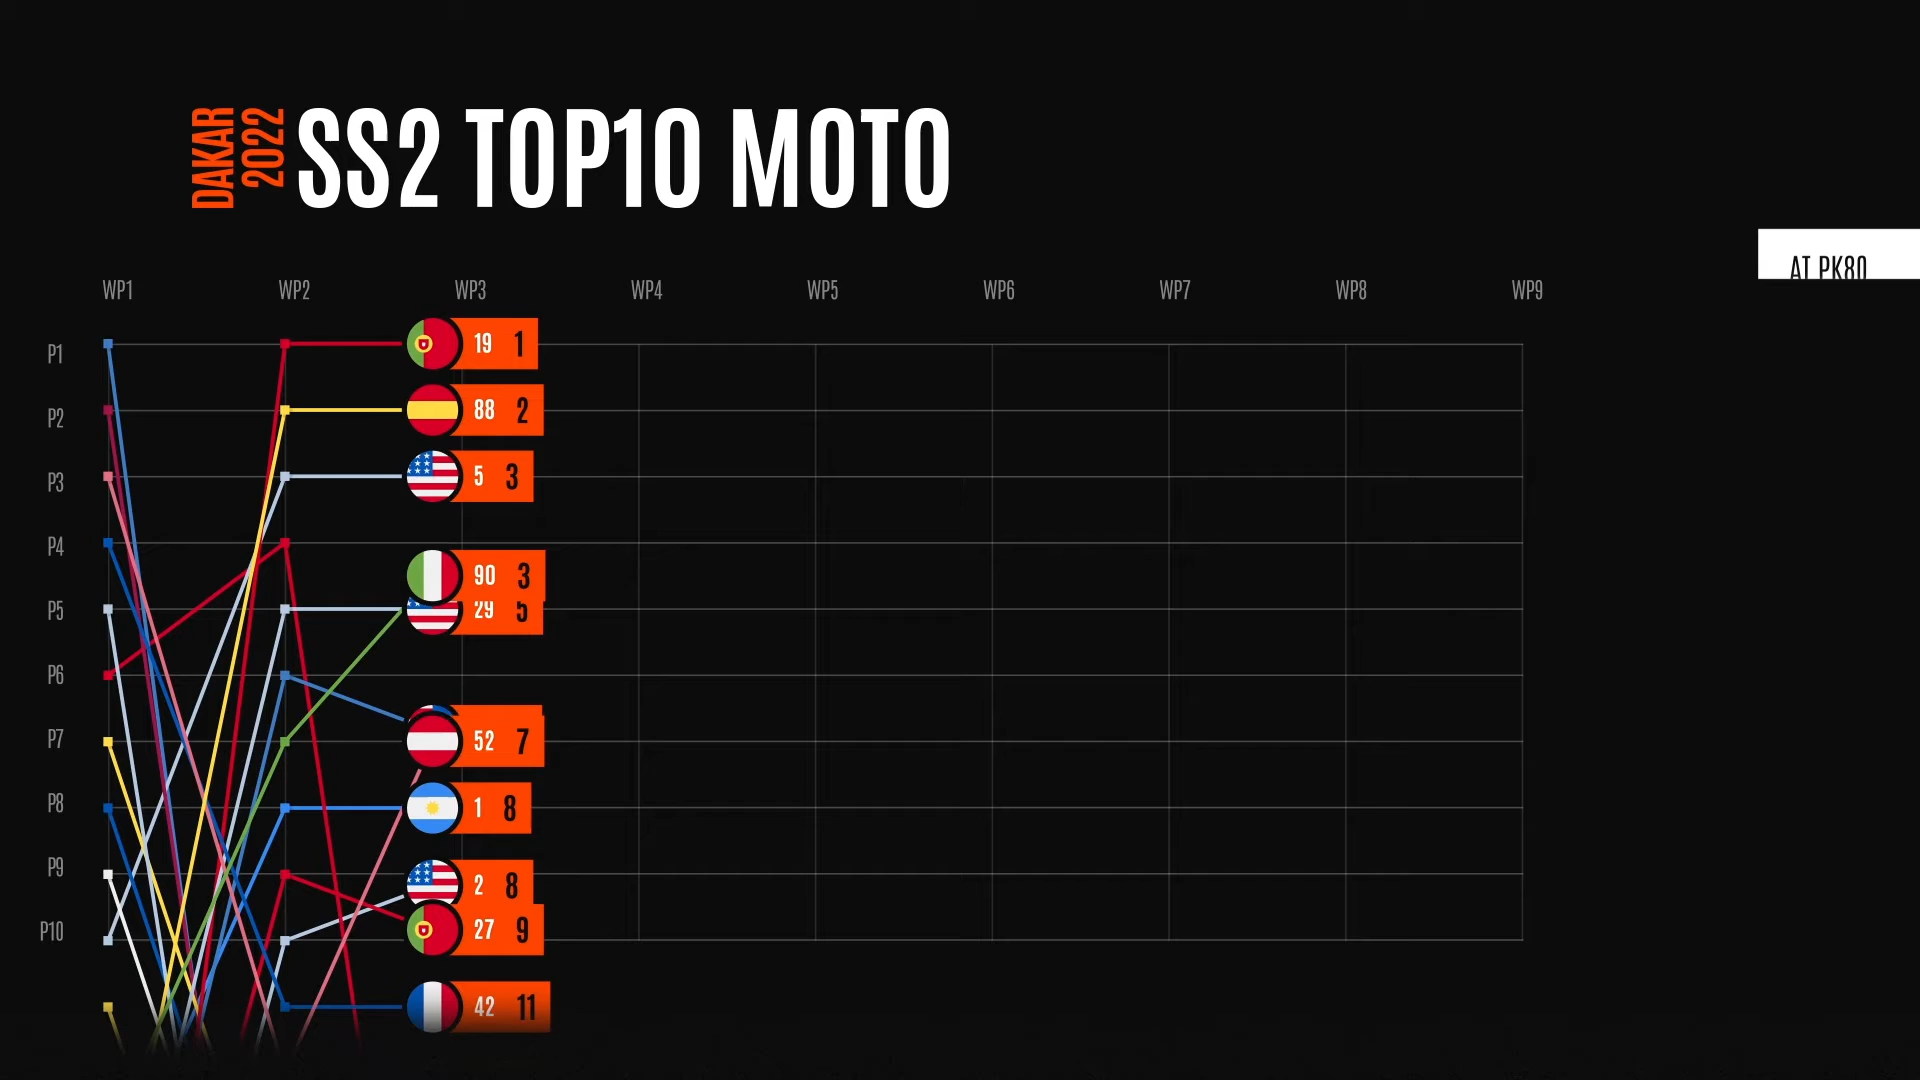 DAKAR
2022
SS2 TOP10 MOTO
AT PK80
WP1 WP2 WP3 WP4 WP5 WP6 WP7 WP8 WP9
P1
19 1
P2
88 2
P3
5 3
P4
90 3
P5
29 5
P6
P7
52 7
P8
1 8
P9
2 8
27 9
P10
42 11